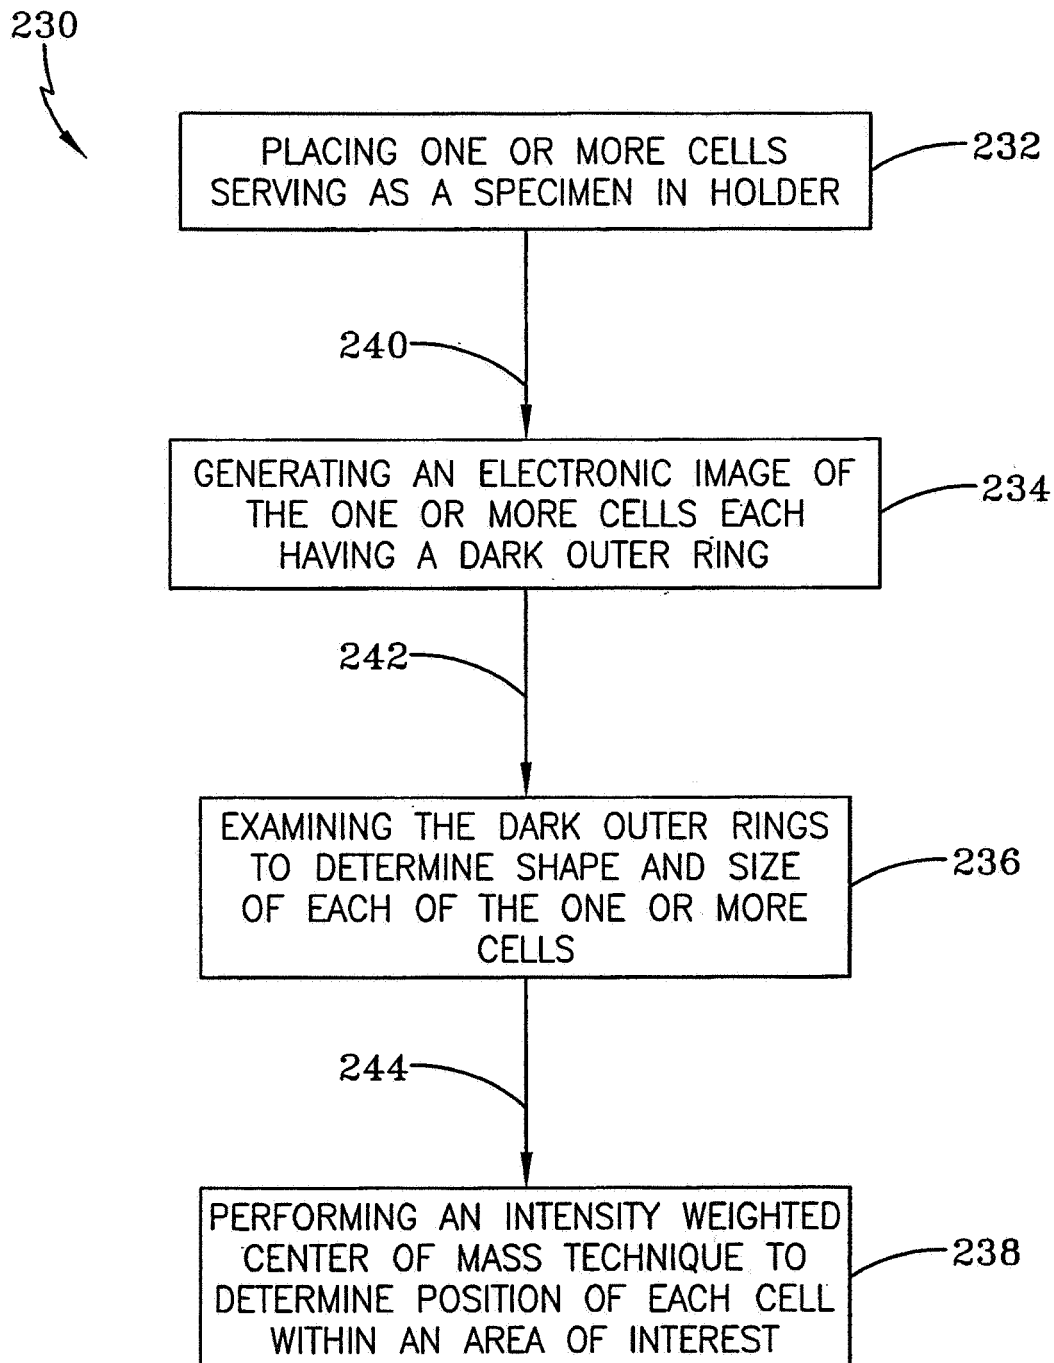 230
PLACING ONE OR MORE CELLS
SERVING AS A SPECIMEN IN HOLDER
232
240
GENERATING AN ELECTRONIC IMAGE OF
THE ONE OR MORE CELLS EACH
HAVING A DARK OUTER RING
234
242
EXAMINING THE DARK OUTER RINGS
TO DETERMINE SHAPE AND SIZE
OF EACH OF THE ONE OR MORE
CELLS
236
244
PERFORMING AN INTENSITY WEIGHTED
CENTER OF MASS TECHNIQUE TO
DETERMINE POSITION OF EACH CELL
WITHIN AN AREA OF INTEREST
238